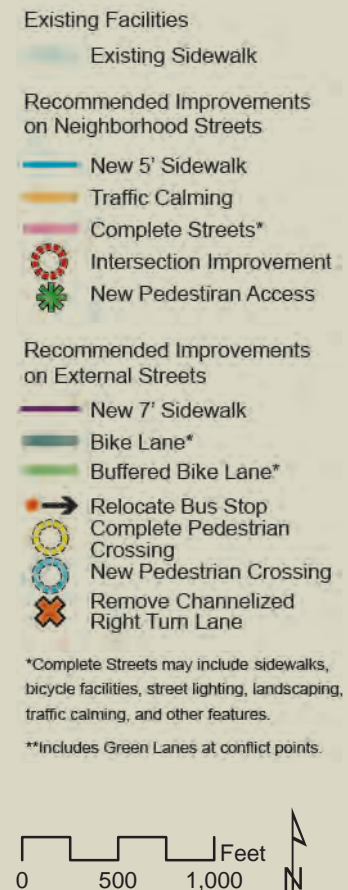 Existing Facilities
Existing Sidewalk
Recommended Improvements
on Neighborhood Streets
New 5' Sidewalk
Traffic Calming
Complete Streets*
Intersection Improvement
New Pedestiran Access
Recommended Improvements
on External Streets
New 7' Sidewalk
Bike Lane*
Buffered Bike Lane*
Relocate Bus Stop
Complete Pedestrian
Crossing
New Pedestrian Crossing
Remove Channelized
Right Turn Lane
*Complete Streets may include sidewalks,
bicycle facilities, street lighting, landscaping,
traffic calming, and other features.
**Includes Green Lanes at conflict points.
Feet
0 500 1,000 N